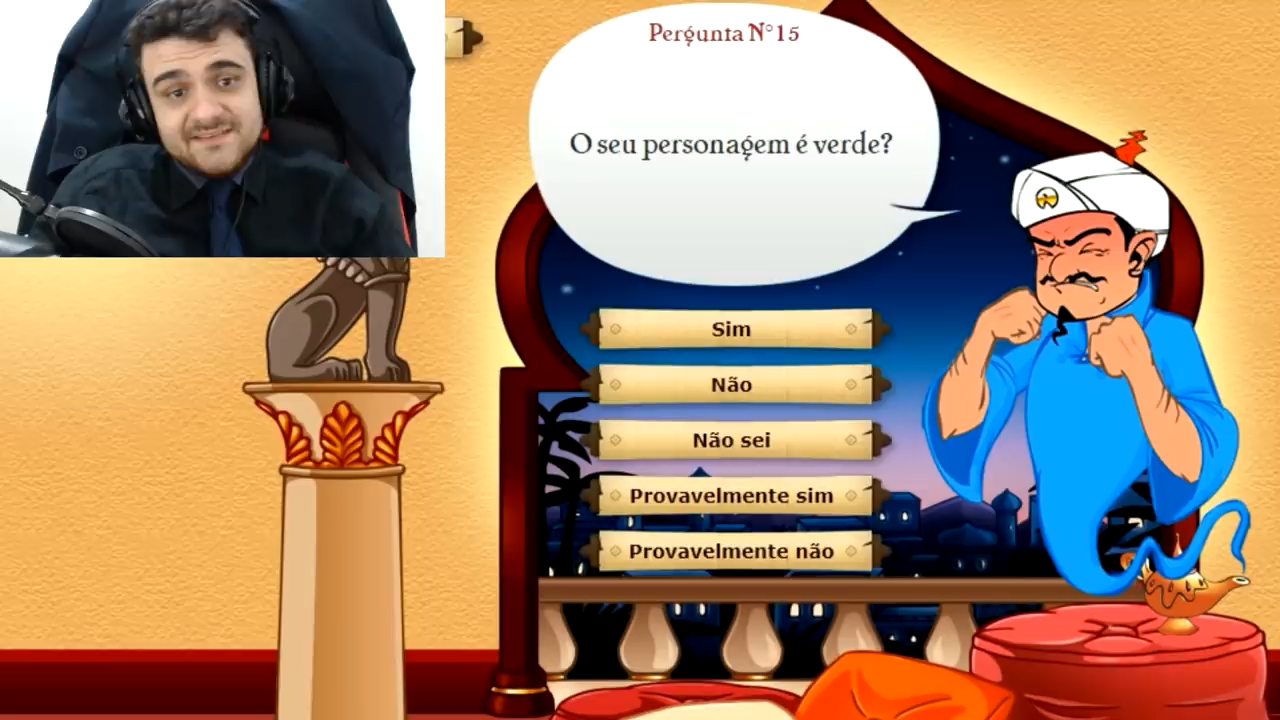 Pergunta N°15
O seu personagem é verde?
Sim
Não
Não sei
Provavelmente sim
Provavelmente não